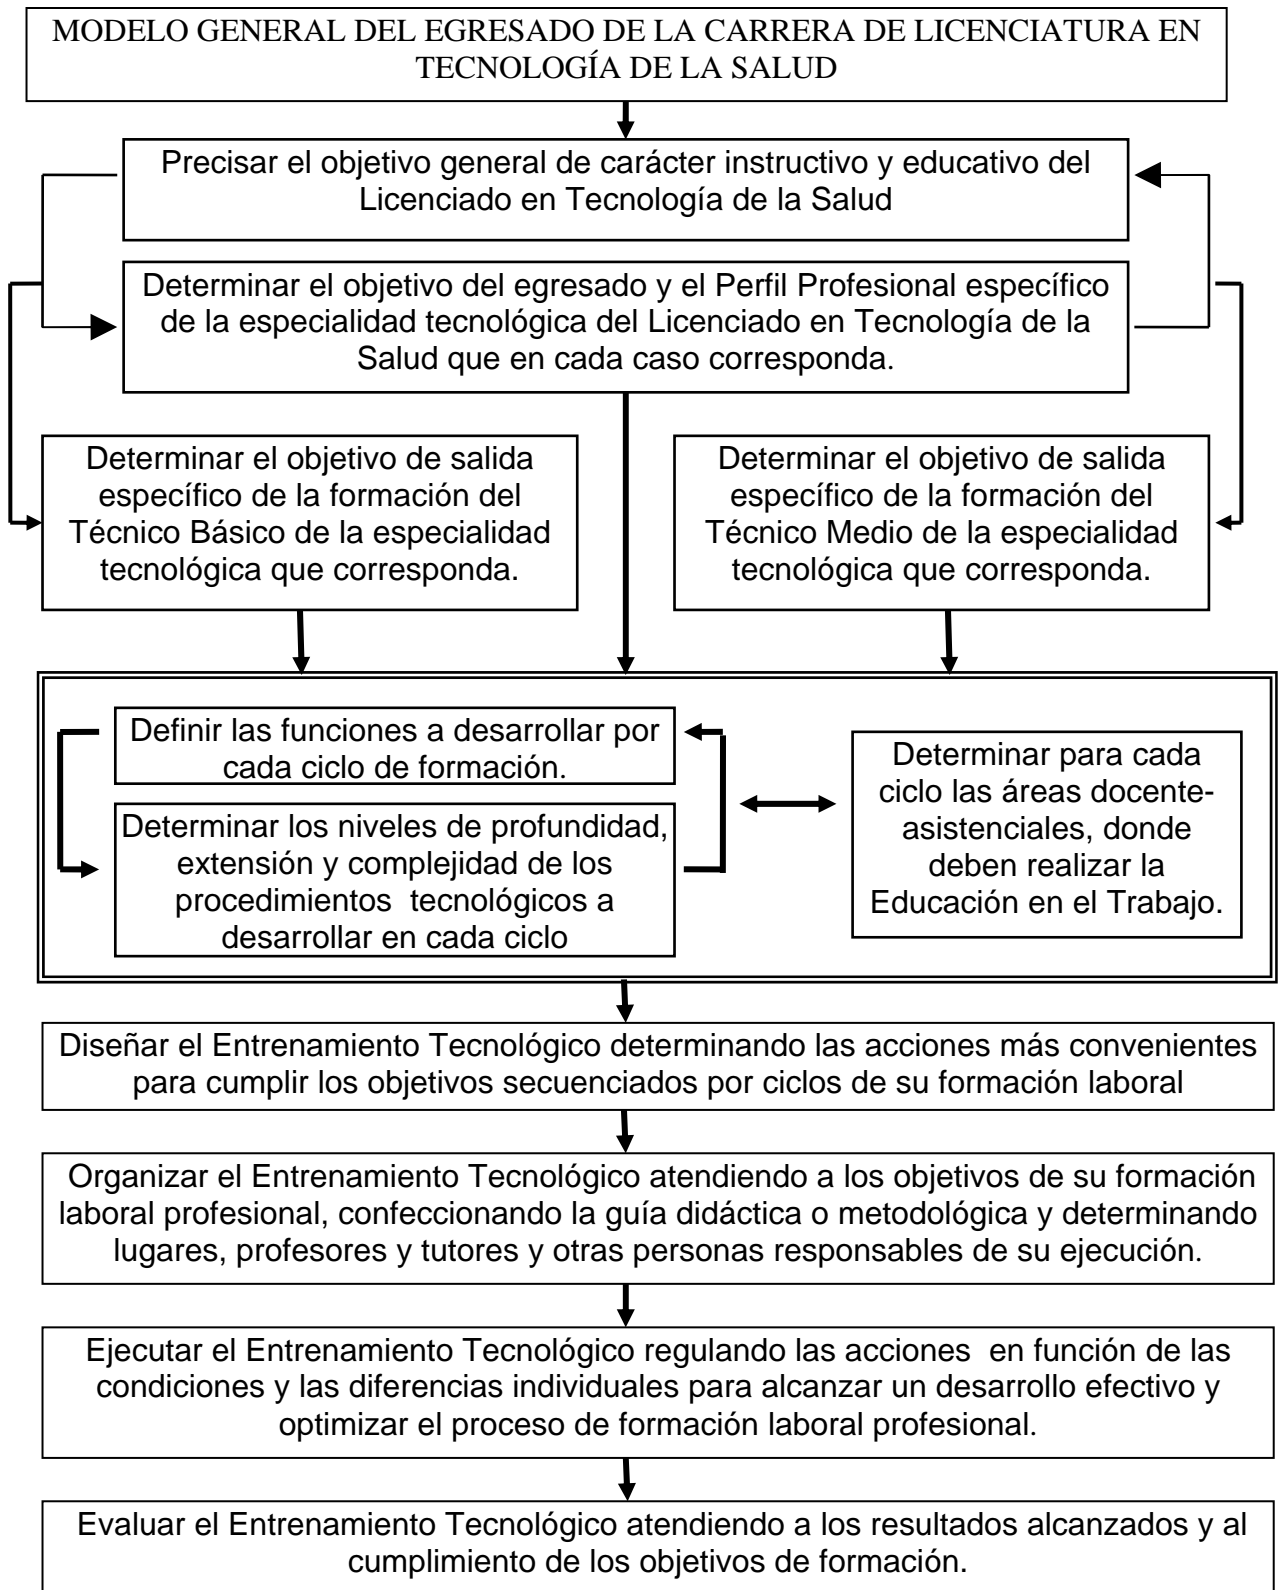 MODELO GENERAL DEL EGRESADO DE LA CARRERA DE LICENCIATURA EN
TECNOLOGÍA DE LA SALUD
Precisar el objetivo general de carácter instructivo y educativo del
Licenciado en Tecnología de la Salud
Determinar el objetivo del egresado y el Perfil Profesional específico
de la especialidad tecnológica del Licenciado en Tecnología de la
Salud que en cada caso corresponda.
Determinar el objetivo de salida
específico de la formación del
Técnico Básico de la especialidad
tecnológica que corresponda.
Determinar el objetivo de salida
específico de la formación del
Técnico Medio de la especialidad
tecnológica que corresponda.
Definir las funciones a desarrollar por
cada ciclo de formación.
Determinar los niveles de profundidad,
extensión y complejidad de los
procedimientos  tecnológicos a
desarrollar en cada ciclo
Determinar para cada
ciclo las áreas docente-
asistenciales, donde
deben realizar la
Educación en el Trabajo.
Diseñar el Entrenamiento Tecnológico determinando las acciones más convenientes
para cumplir los objetivos secuenciados por ciclos de su formación laboral
Organizar el Entrenamiento Tecnológico atendiendo a los objetivos de su formación
laboral profesional, confeccionando la guía didáctica o metodológica y determinando
lugares, profesores y tutores y otras personas responsables de su ejecución.
Ejecutar el Entrenamiento Tecnológico regulando las acciones  en función de las
condiciones y las diferencias individuales para alcanzar un desarrollo efectivo y
optimizar el proceso de formación laboral profesional.
Evaluar el Entrenamiento Tecnológico atendiendo a los resultados alcanzados y al
cumplimiento de los objetivos de formación.